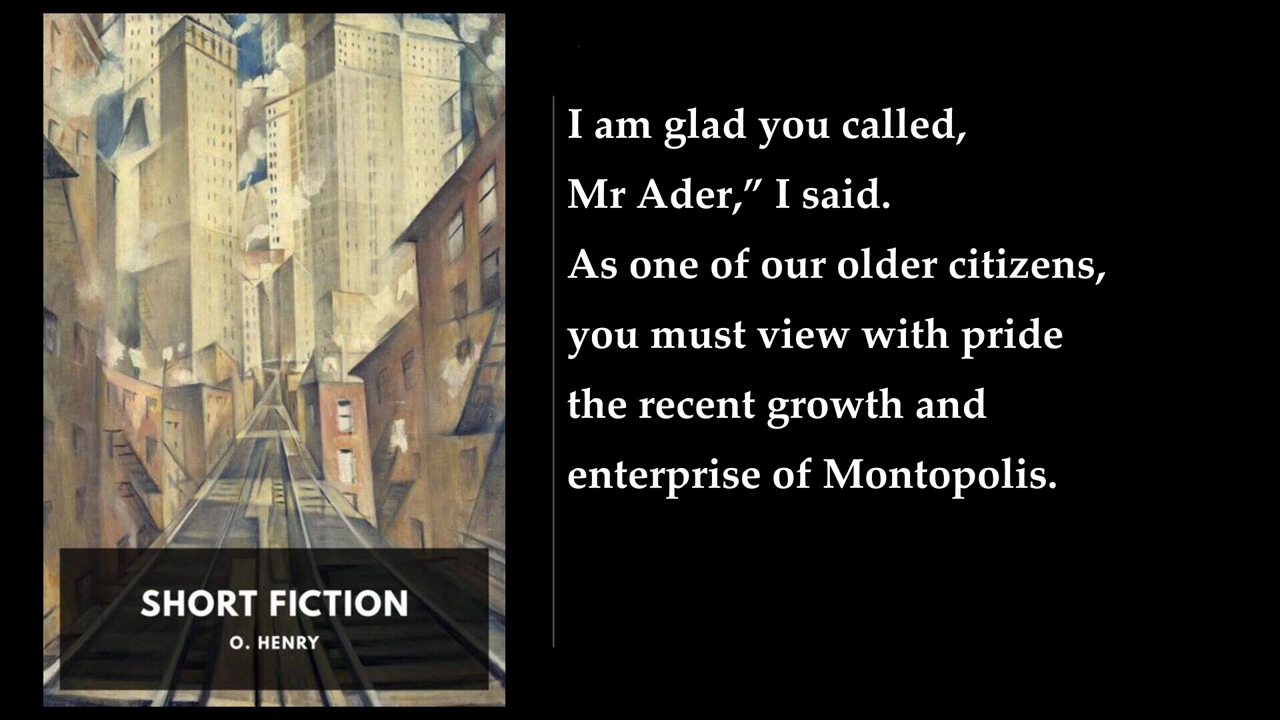 SHORT FICTION
O. HENRY
I am glad you called,
Mr Ader,” I said.
As one of our older citizens,
you must view with pride
the recent growth and
enterprise of Montopolis.